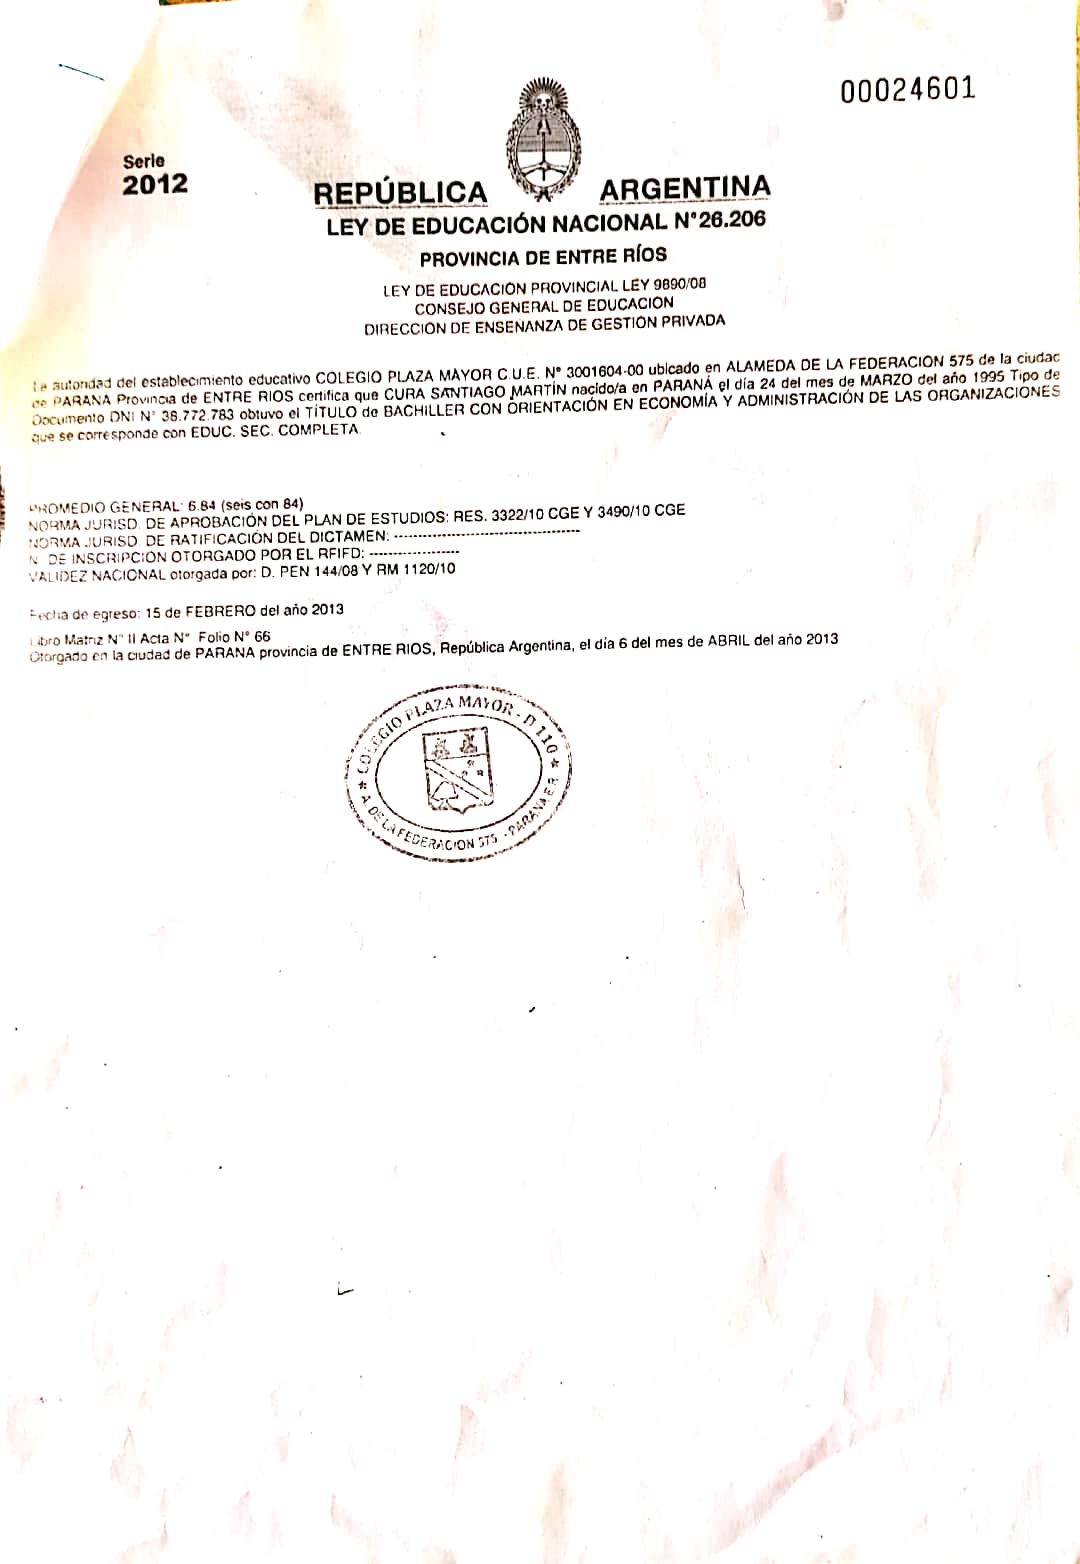 00024601
Serie
2012
REPÚBLICA ARGENTINA
LEY DE EDUCACIÓN NACIONAL N°26.206
PROVINCIA DE ENTRE RÍOS
LEY DE EDUCACIÓN PROVINCIAL LEY 9890/08
CONSEJO GENERAL DE EDUCACIÓN
DIRECCIÓN DE ENSEÑANZA DE GESTIÓN PRIVADA
La autoridad del establecimiento educativo COLEGIO PLAZA MAYOR C.U.E. N° 3001604-00 ubicado en ALAMEDA DE LA FEDERACION 575 de la ciudad
de PARANÁ Provincia de ENTRE RIOS certifica que CURA SANTIAGO MARTÍN nacido/a en PARANÁ el día 24 del mes de MARZO del año 1995 Tipo de
Documento DNI N° 38.772.783 obtuvo el TÍTULO de BACHILLER CON ORIENTACIÓN EN ECONOMÍA Y ADMINISTRACIÓN DE LAS ORGANIZACIONES
que se corresponde con EDUC. SEC. COMPLETA.
PROMEDIO GENERAL: 6.84 (seis con 84)
NORMA JURISD. DE APROBACIÓN DEL PLAN DE ESTUDIOS: RES. 3322/10 CGE Y 3490/10 CGE
NORMA JURISD. DE RATIFICACIÓN DEL DICTAMEN: ----------------------------------
N° DE INSCRIPCIÓN OTORGADO POR EL RFIFD: ------------------
VALIDEZ NACIONAL otorgada por: D. PEN 144/08 Y RM 1120/10
Fecha de egreso: 15 de FEBRERO del año 2013
Libro Matriz N° II Acta N° Folio N° 66
Otorgado en la ciudad de PARANÁ provincia de ENTRE RIOS, República Argentina, el día 6 del mes de ABRIL del año 2013
COLEGIO PLAZA MAYOR - D 110
A. DE LA FEDERACION 575 - PARANA E.R.